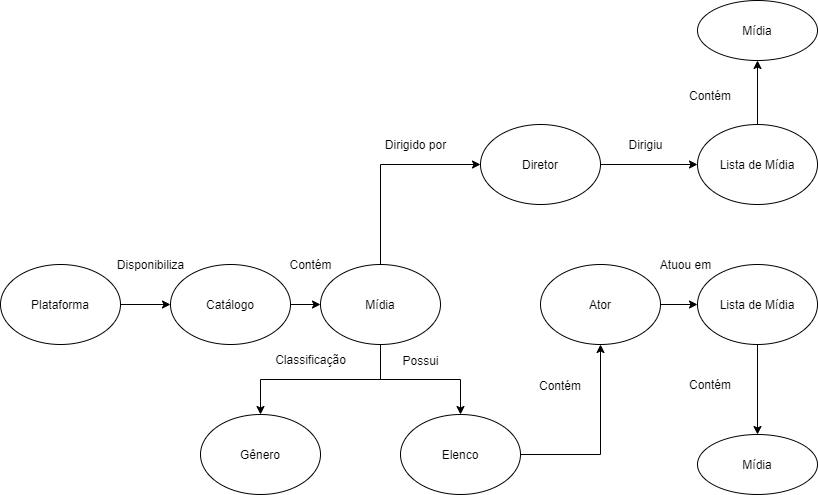 Mídia
Contém
Dirigido por
Dirigiu
Diretor
Lista de Mídia
Disponibiliza
Contém
Atuou em
Plataforma
Catálogo
Mídia
Ator
Lista de Mídia
Classificação
Possui
Contém
Contém
Gênero
Elenco
Mídia